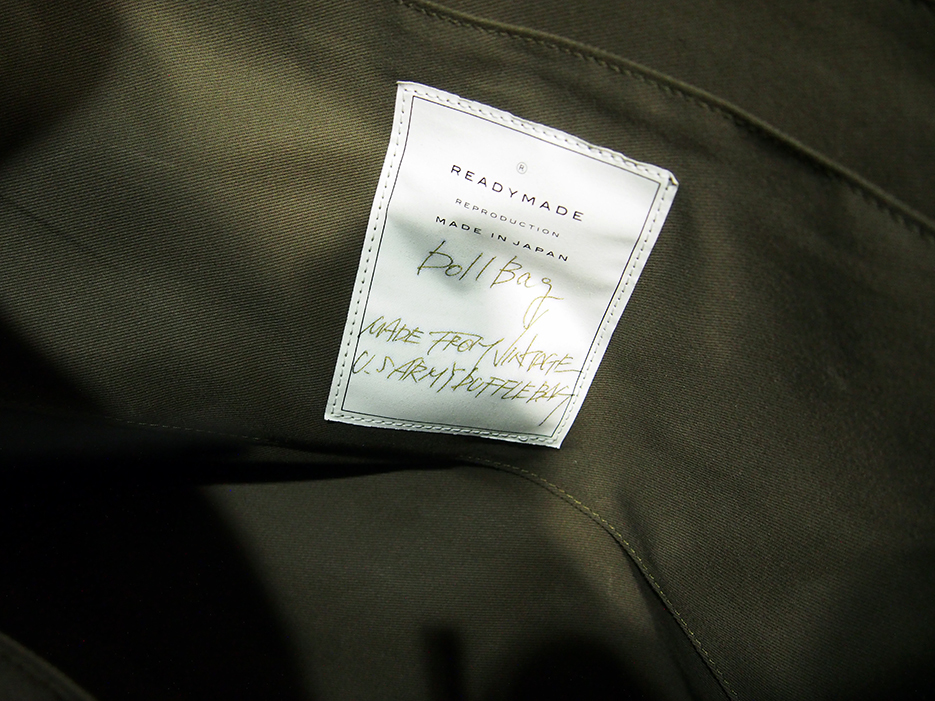 ®
READYMADE
REPRODUCTION
MADE IN JAPAN
Doll Bag
MADE FROM VINTAGE
U.S ARMY DUFFLE BAG